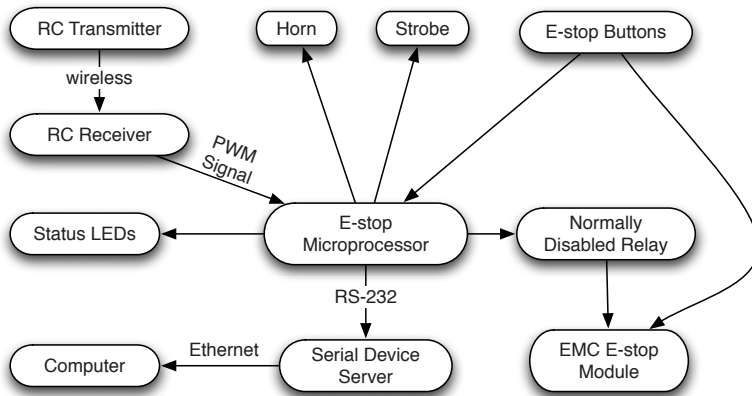 RC Transmitter
Horn
Strobe
E-stop Buttons
wireless
RC Receiver
PWM
Signal
Status LEDs
E-stop
Microprocessor
Normally
Disabled Relay
RS-232
Computer
Ethernet
Serial Device
Server
EMC E-stop
Module